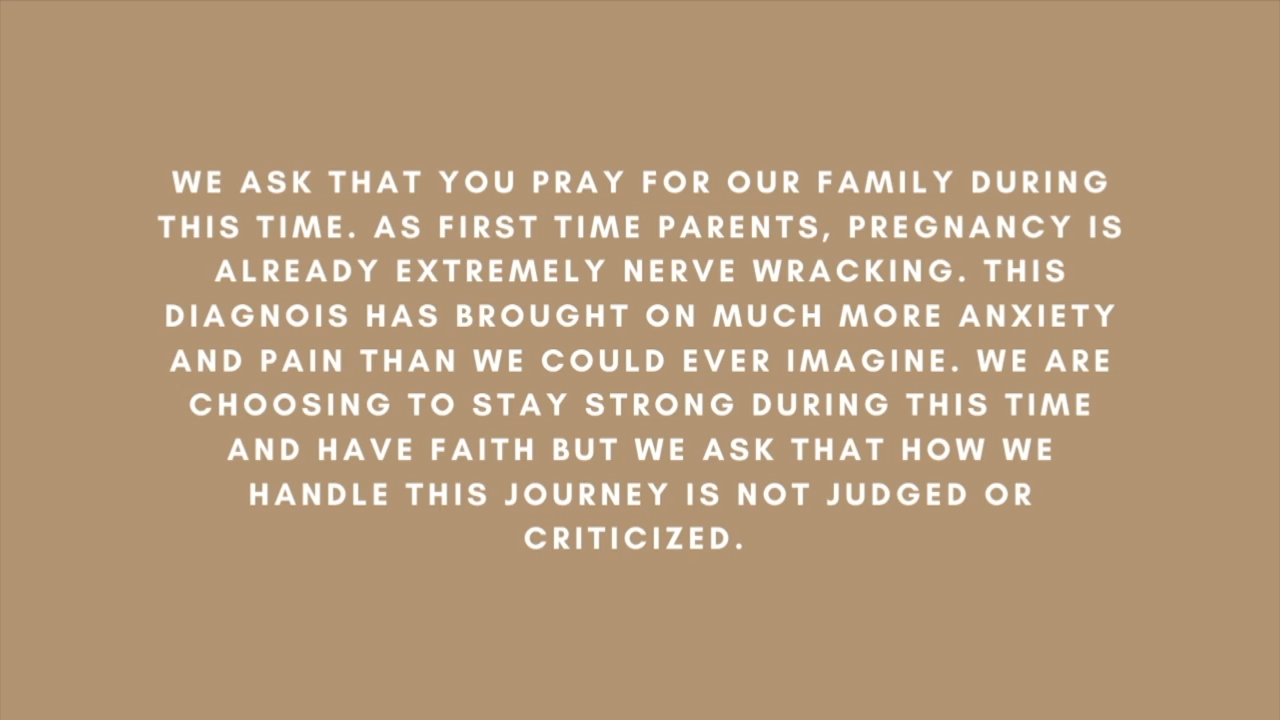 WE ASK THAT YOU PRAY FOR OUR FAMILY DURING
THIS TIME. AS FIRST TIME PARENTS, PREGNANCY IS
ALREADY EXTREMELY NERVE WRACKING. THIS
DIAGNOIS HAS BROUGHT ON MUCH MORE ANXIETY
AND PAIN THAN WE COULD EVER IMAGINE. WE ARE
CHOOSING TO STAY STRONG DURING THIS TIME
AND HAVE FAITH BUT WE ASK THAT HOW WE
HANDLE THIS JOURNEY IS NOT JUDGED OR
CRITICIZED.